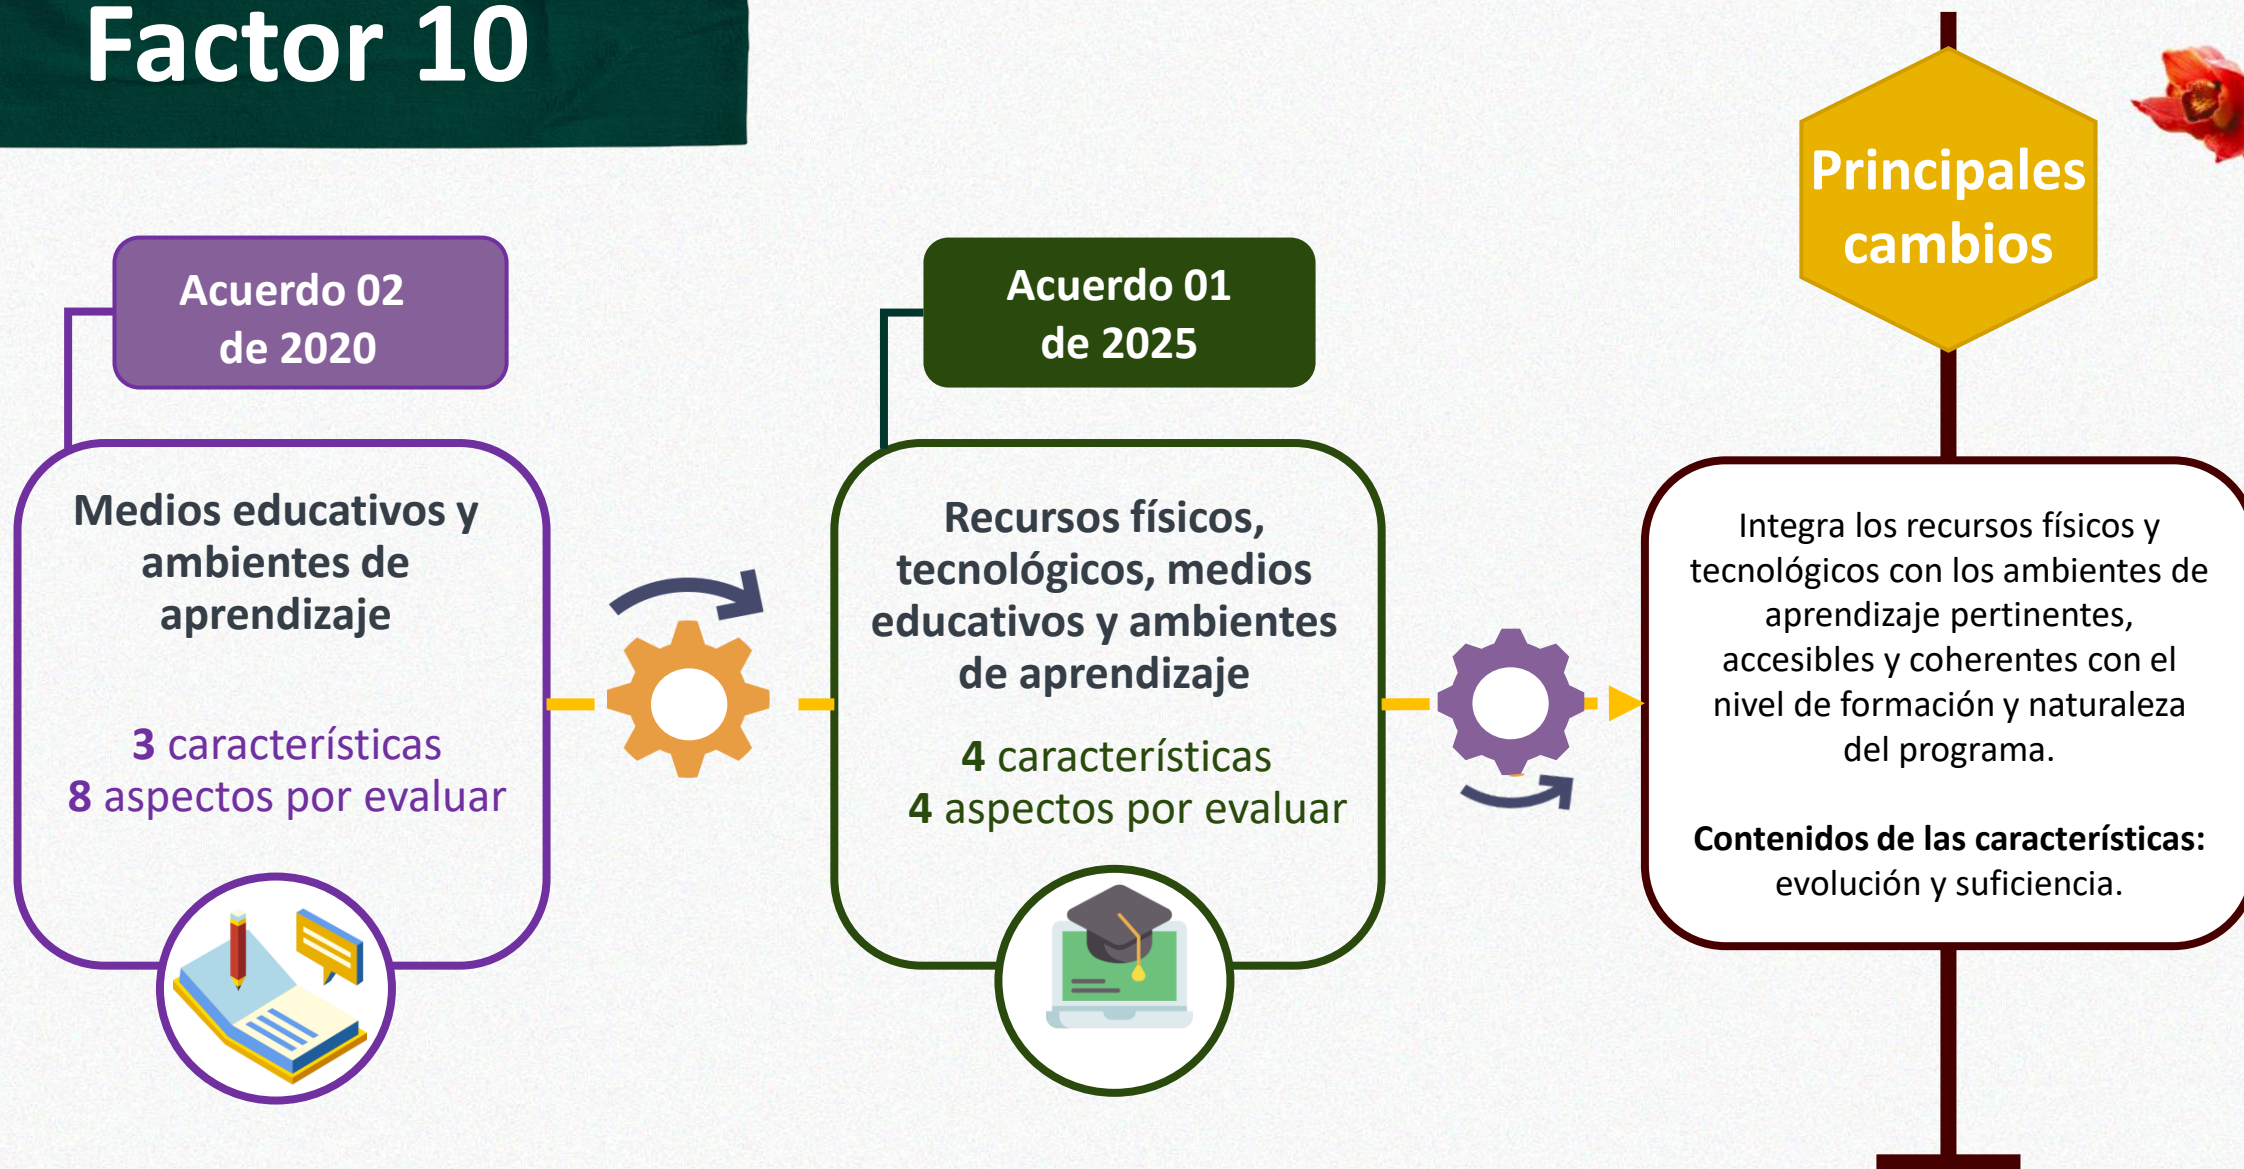 Factor 10
Acuerdo 02
de 2020
Medios educativos y
ambientes de
aprendizaje
3 características
8 aspectos por evaluar
Acuerdo 01
de 2025
Recursos físicos,
tecnológicos, medios
educativos y ambientes
de aprendizaje
4 características
4 aspectos por evaluar
Principales
cambios
Integra los recursos físicos y
tecnológicos con los ambientes de
aprendizaje pertinentes,
accesibles y coherentes con el
nivel de formación y naturaleza
del programa.
Contenidos de las características:
evolución y suficiencia.